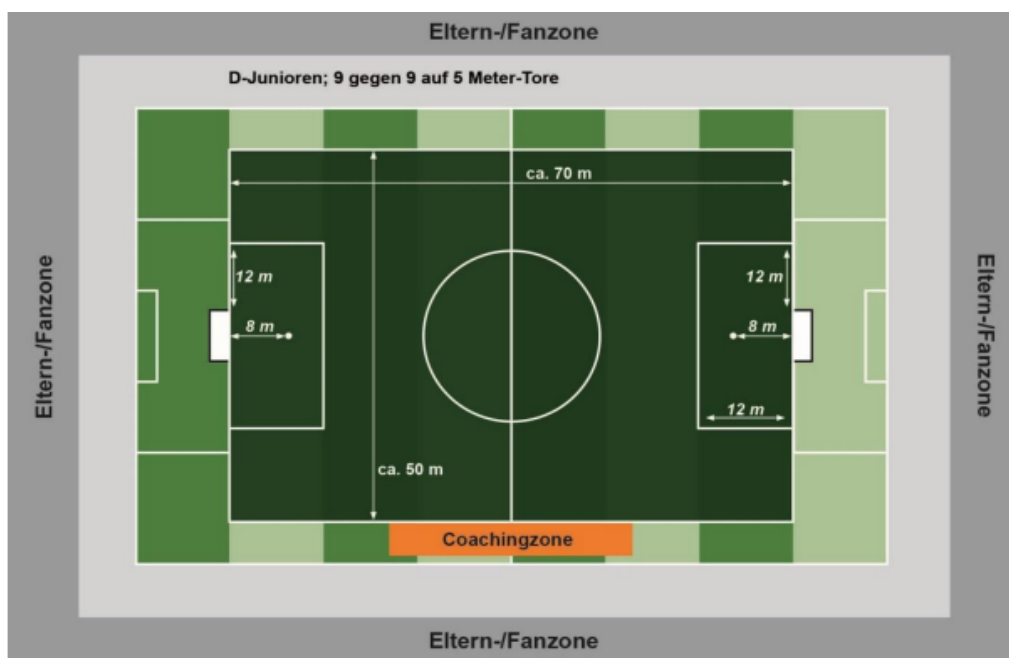 Eltern-/Fanzone
D-Junioren; 9 gegen 9 auf 5 Meter-Tore
ca. 70 m
12 m
12 m
Eltern-/Fanzone
Eltern-/Fanzone
8 m
8 m
12 m
ca. 50 m
Coachingzone
Eltern-/Fanzone